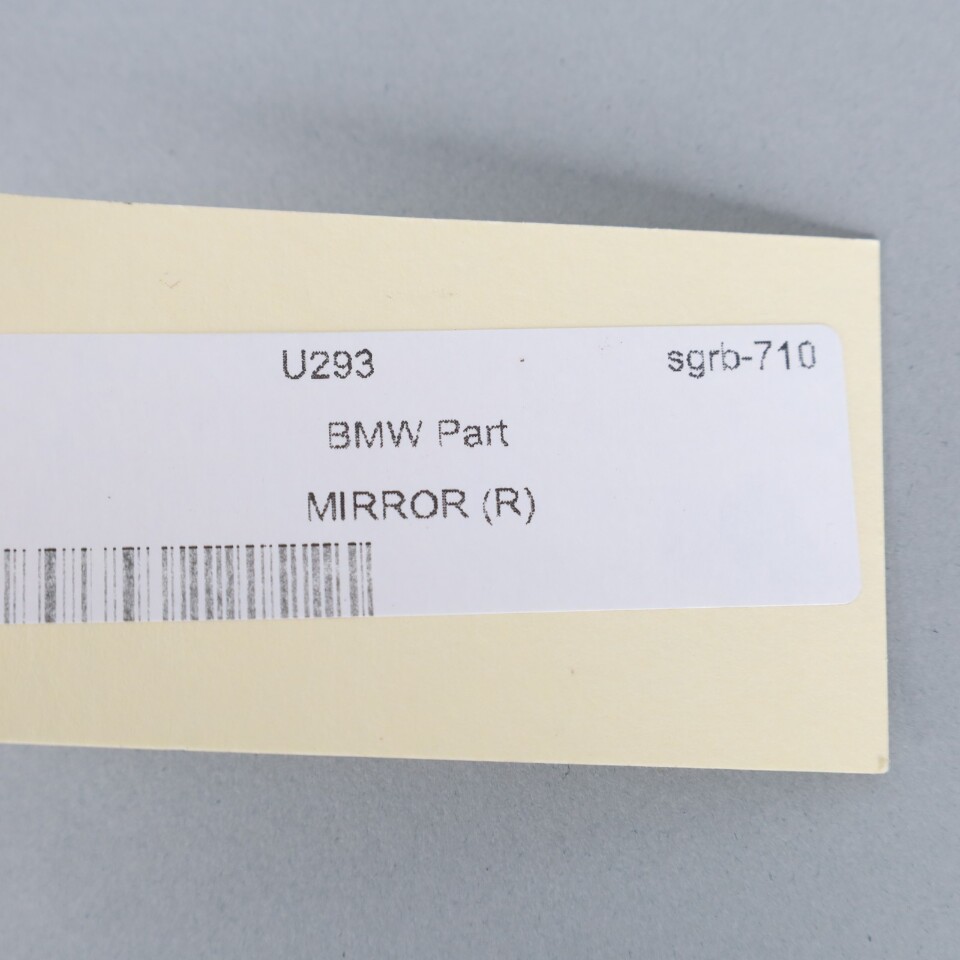 U293 sgrb-710
BMW Part
MIRROR (R)